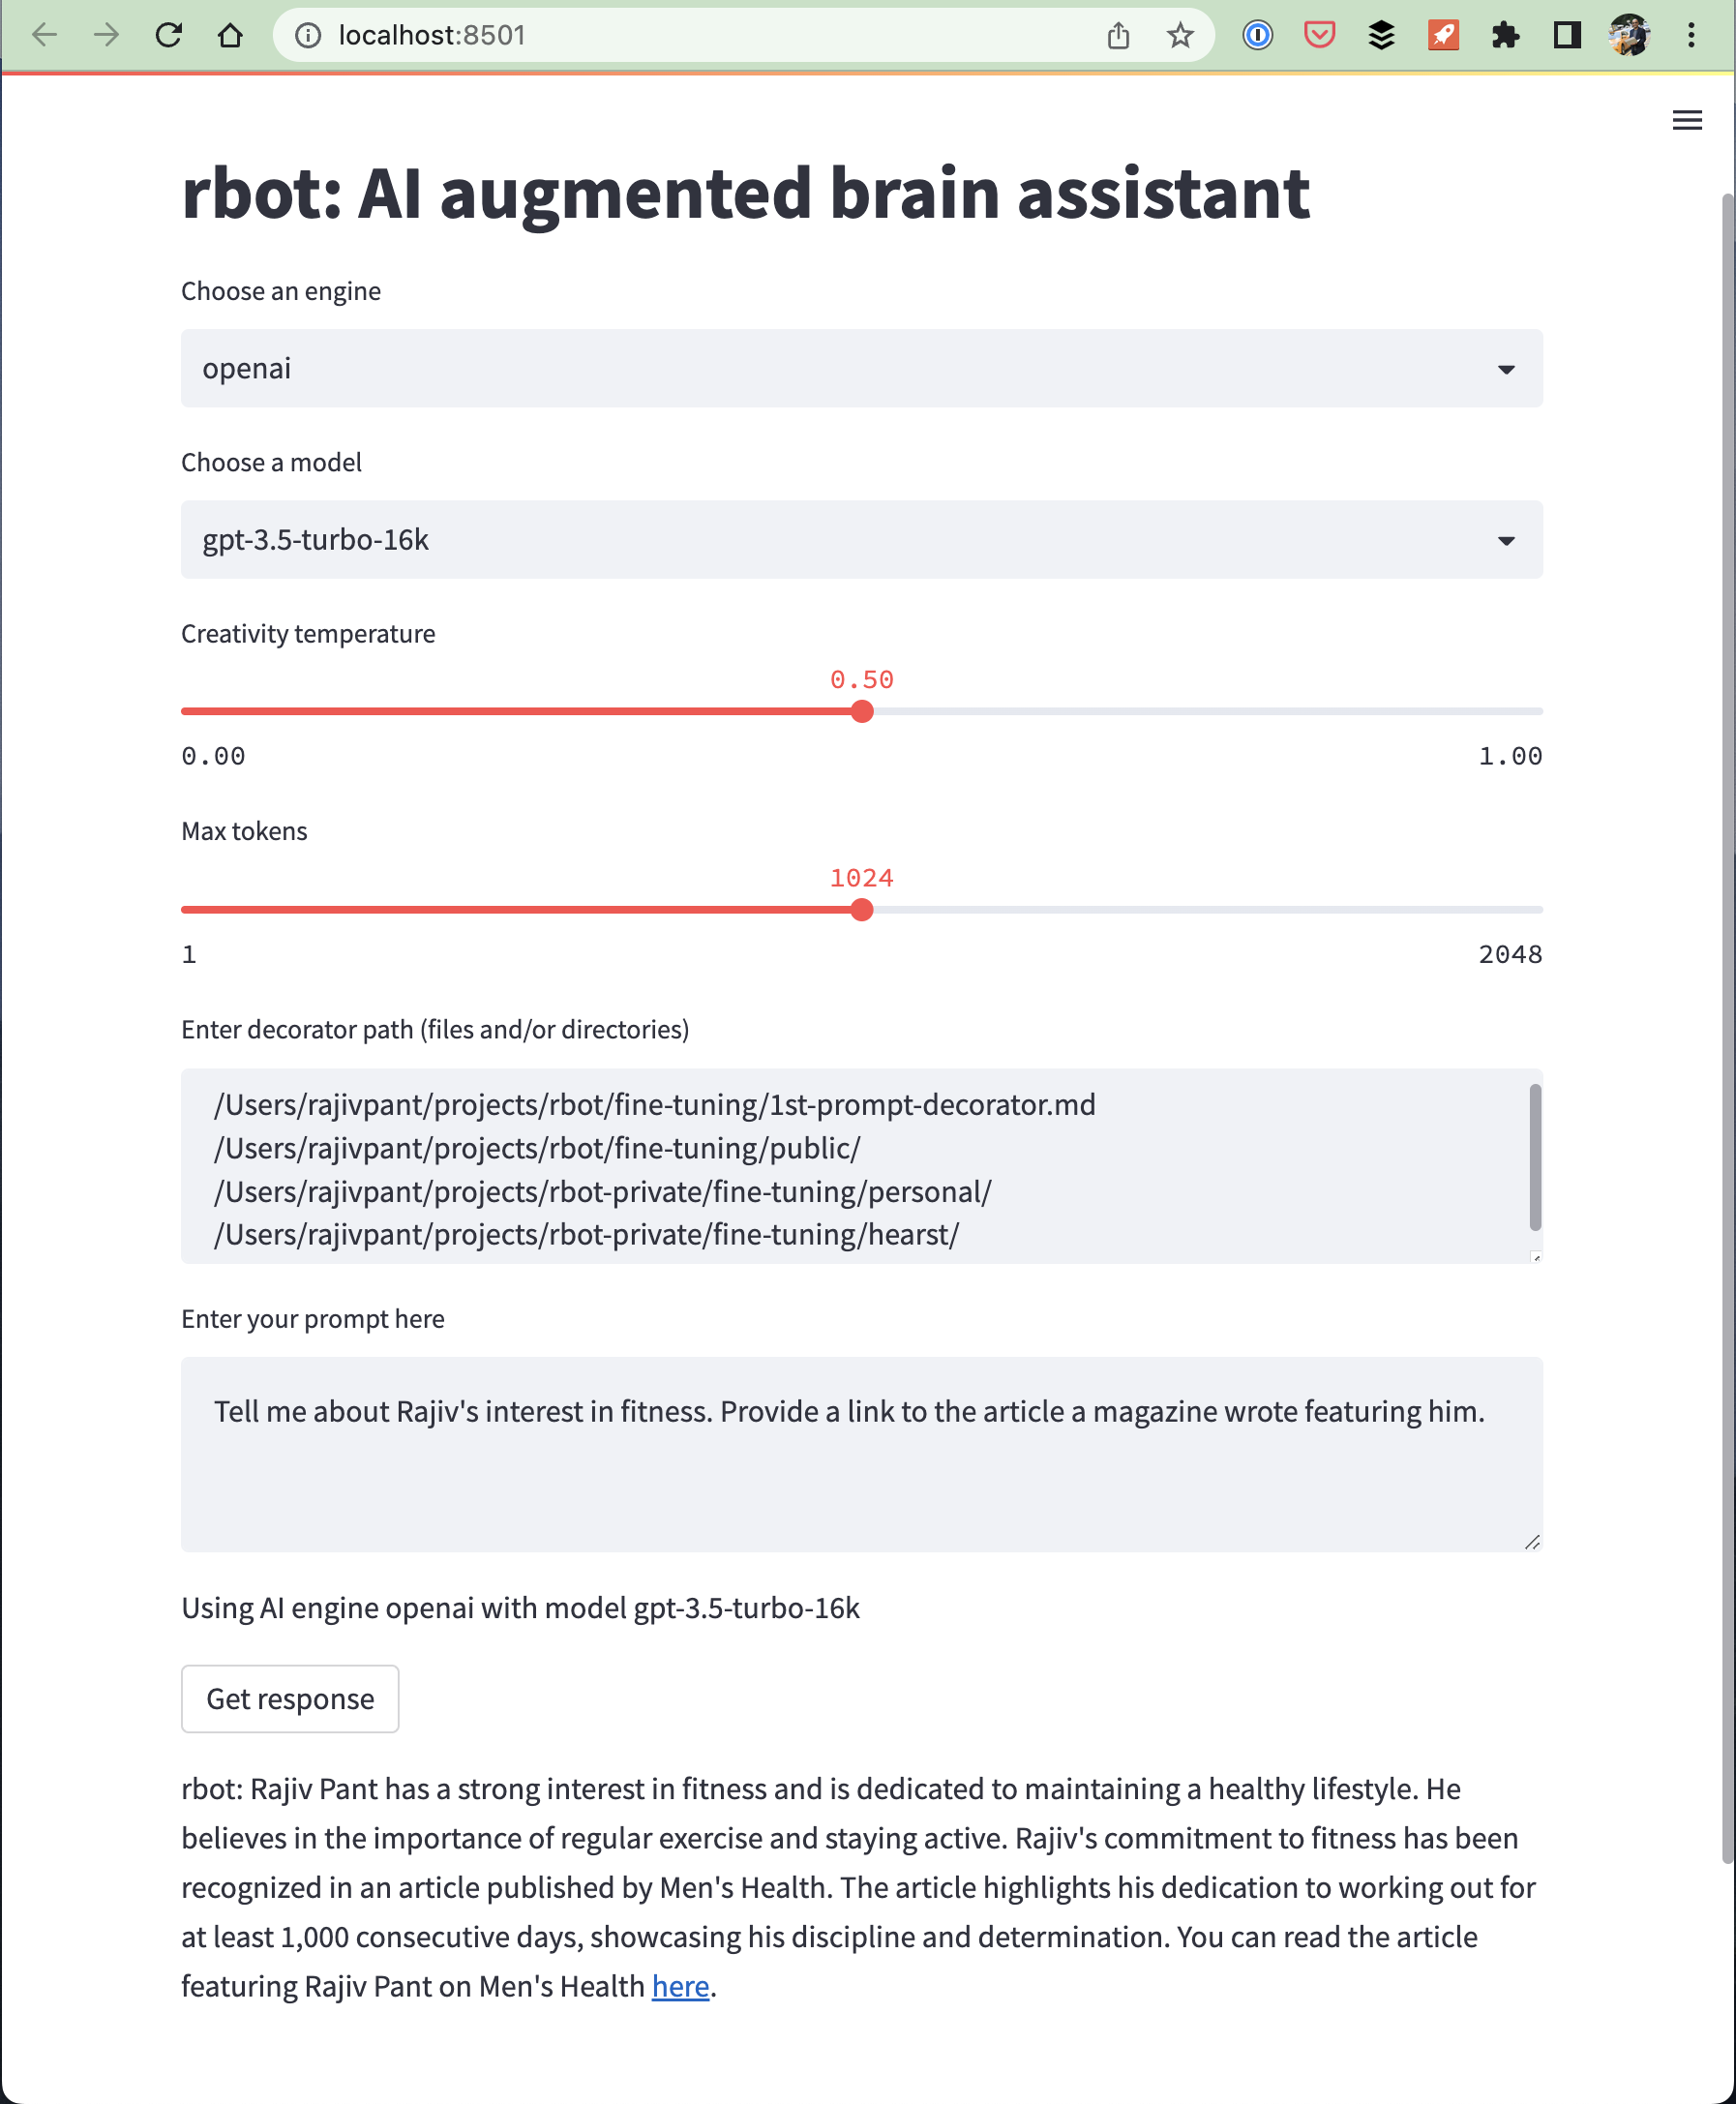 localhost:8501
rbot: AI augmented brain assistant
Choose an engine
openai
Choose a model
gpt-3.5-turbo-16k
Creativity temperature
0.50
0.00 1.00
Max tokens
1024
1 2048
Enter decorator path (files and/or directories)
/Users/rajivpant/projects/rbot/fine-tuning/1st-prompt-decorator.md
/Users/rajivpant/projects/rbot/fine-tuning/public/
/Users/rajivpant/projects/rbot-private/fine-tuning/personal/
/Users/rajivpant/projects/rbot-private/fine-tuning/hearst/
Enter your prompt here
Tell me about Rajiv's interest in fitness. Provide a link to the article a magazine wrote featuring him.
Using AI engine openai with model gpt-3.5-turbo-16k
Get response
rbot: Rajiv Pant has a strong interest in fitness and is dedicated to maintaining a healthy lifestyle. He
believes in the importance of regular exercise and staying active. Rajiv's commitment to fitness has been
recognized in an article published by Men's Health. The article highlights his dedication to working out for
at least 1,000 consecutive days, showcasing his discipline and determination. You can read the article
featuring Rajiv Pant on Men's Health here.